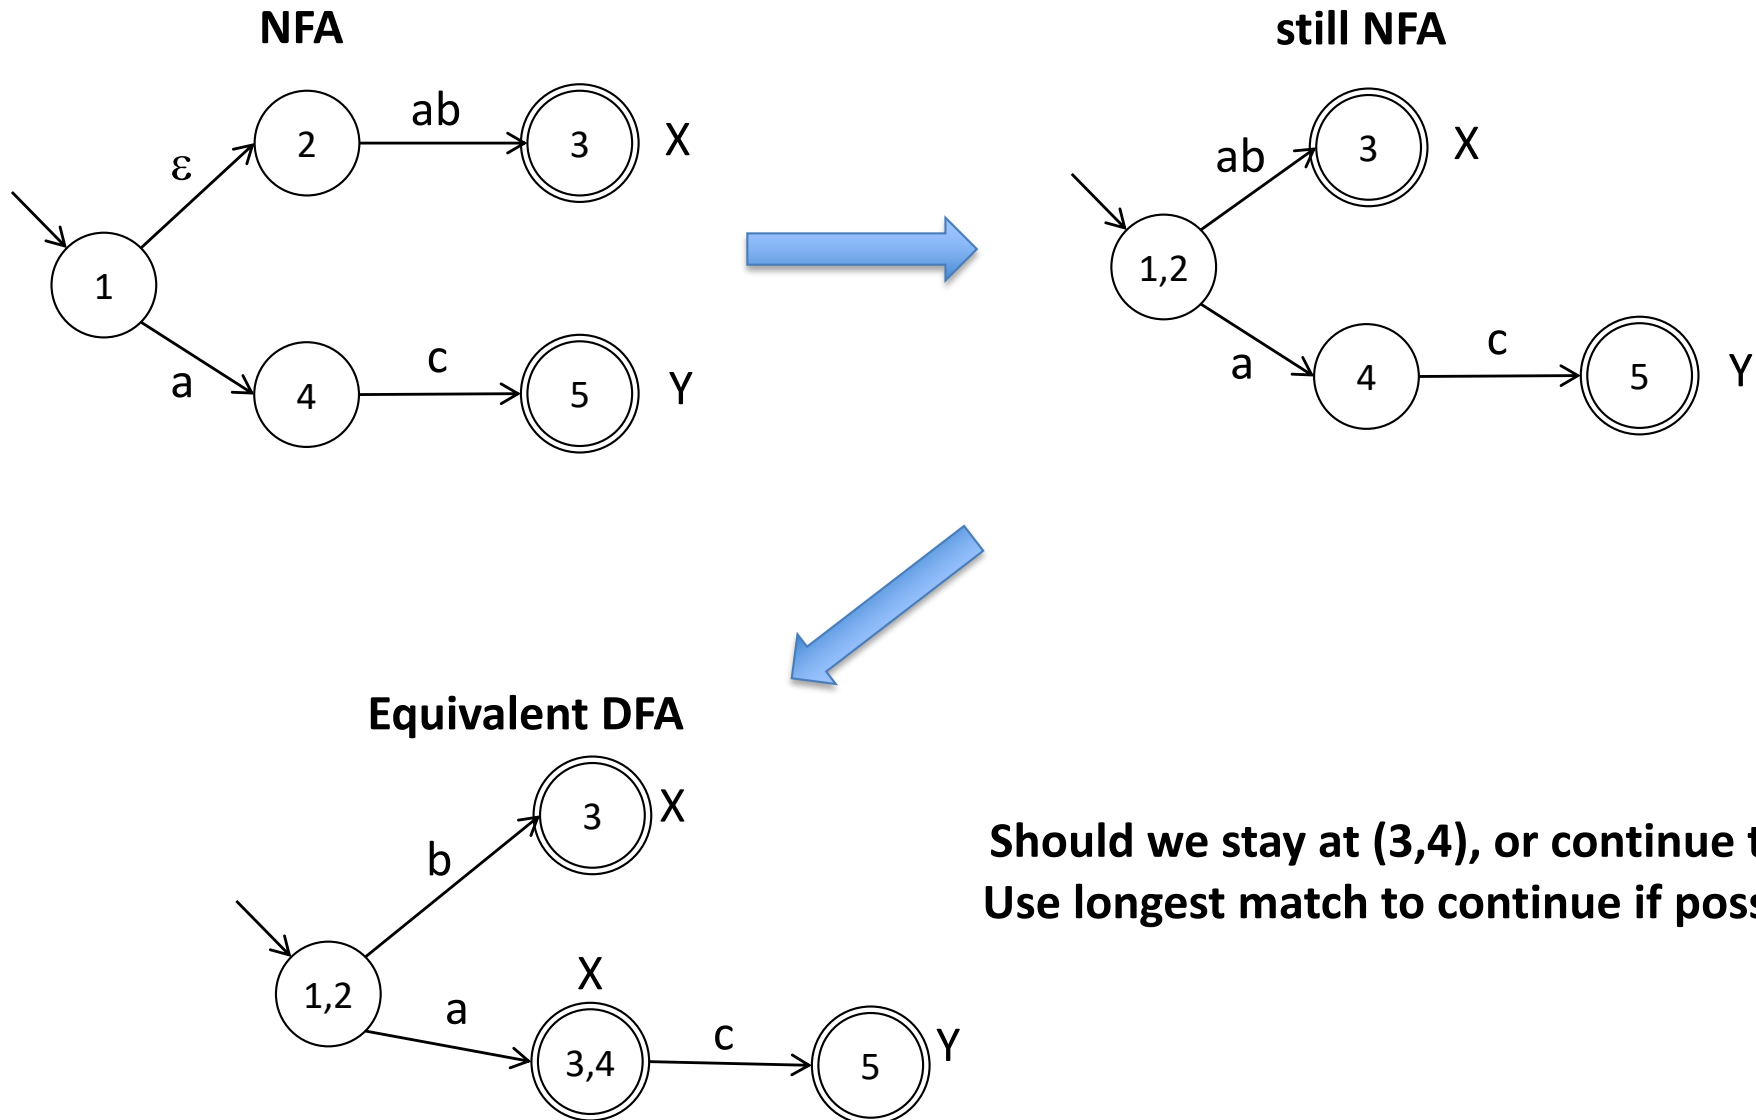 NFA
still NFA
ε
2
ab
3
X
1
a
4
c
5
Y
1,2
ab
3
X
a
4
c
5
Y
Equivalent DFA
1,2
b
3
X
a
X
3,4
c
5
Y
Should we stay at (3,4), or continue
Use longest match to continue if